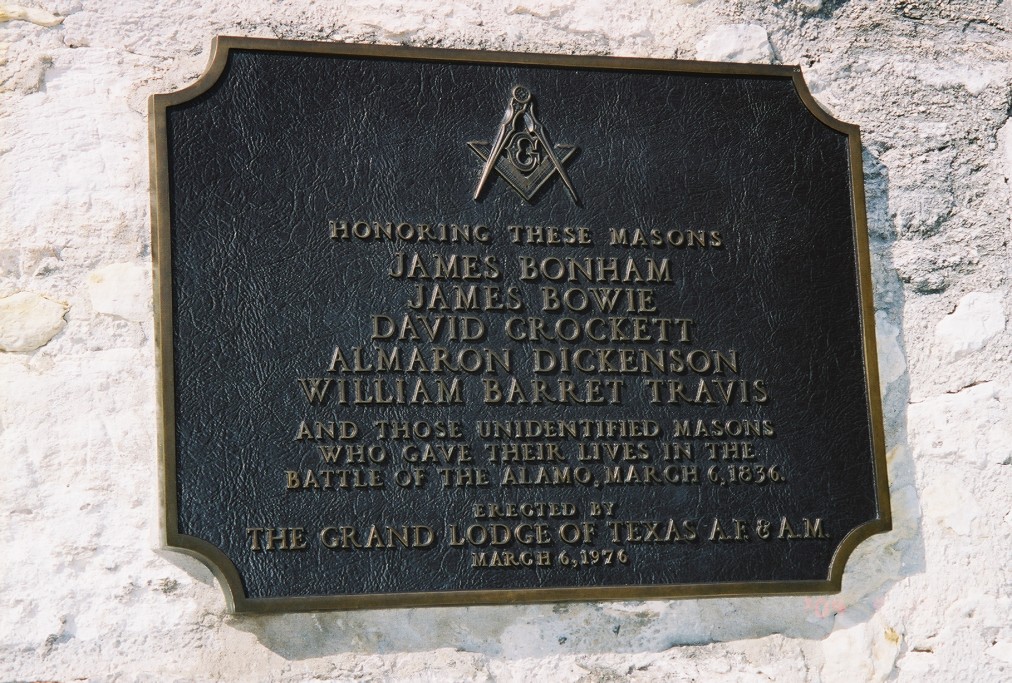 G
HONORING THESE MASONS
JAMES BONHAM
JAMES BOWIE
DAVID CROCKETT
ALMARON DICKENSON
WILLIAM BARRET TRAVIS
AND THOSE UNIDENTIFIED MASONS
WHO GAVE THEIR LIVES IN THE
BATTLE OF THE ALAMO, MARCH 6, 1836.
ERECTED BY
THE GRAND LODGE OF TEXAS A.F. & A.M.
MARCH 6, 1976